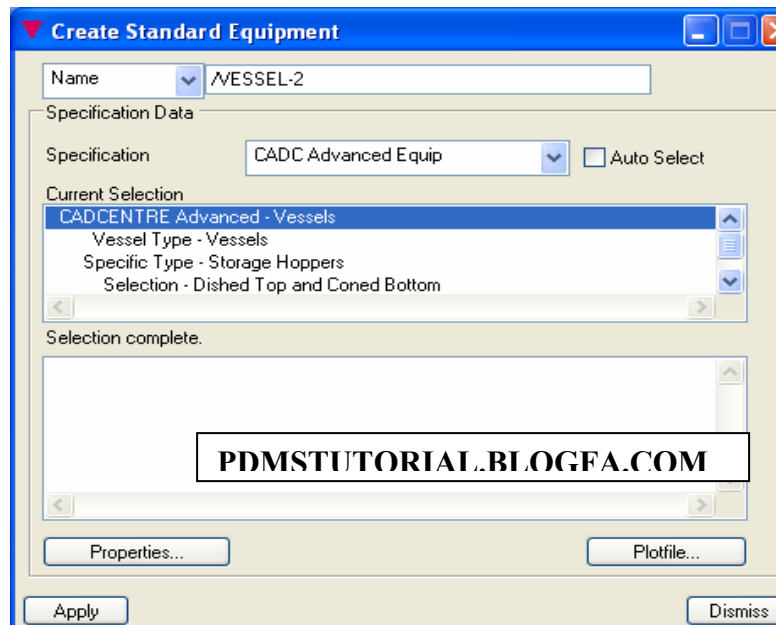 Create Standard Equipment
Name /VESSEL-2
Specification Data
Specification CADC Advanced Equip Auto Select
Current Selection
CADCENTRE Advanced - Vessels
Vessel Type - Vessels
Specific Type - Storage Hoppers
Selection - Dished Top and Coned Bottom
Selection complete.
PDMSTUTORIAL.BLOGFA.COM
Properties... Plotfile...
Apply Dismiss